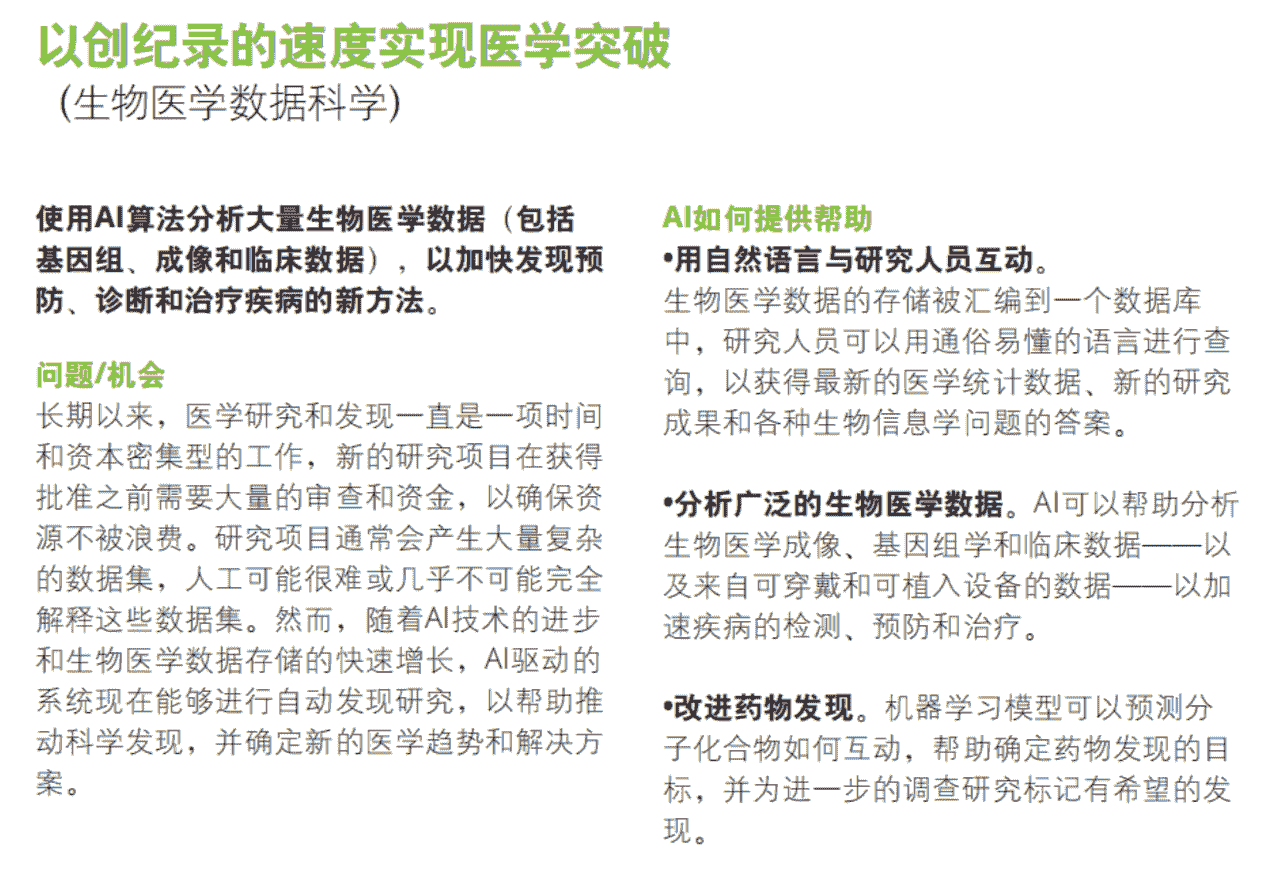 以创纪录的速度实现医学突破
(生物医学数据科学)
使用AI算法分析大量生物医学数据（包括
基因组、成像和临床数据），以加快发现预
防、诊断和治疗疾病的新方法。
问题/机会
长期以来，医学研究和发现一直是一项时间
和资本密集型的工作，新的研究项目在获得
批准之前需要大量的审查和资金，以确保资
源不被浪费。研究项目通常会产生大量复杂
的数据集，人工可能很难或几乎不可能完全
解释这些数据集。然而，随着AI技术的进步
和生物医学数据存储的快速增长，AI驱动的
系统现在能够进行自动发现研究，以帮助推
动科学发现，并确定新的医学趋势和解决方
案。
AI如何提供帮助
•用自然语言与研究人员互动。
生物医学数据的存储被汇编到一个数据库
中，研究人员可以用通俗易懂的语言进行查
询，以获得最新的医学统计数据、新的研究
成果和各种生物信息学问题的答案。
•分析广泛的生物医学数据。AI可以帮助分析
生物医学成像、基因组学和临床数据——以
及来自可穿戴和可植入设备的数据——以加
速疾病的检测、预防和治疗。
•改进药物发现。机器学习模型可以预测分
子化合物如何互动，帮助确定药物发现的目
标，并为进一步的调查研究标记有希望的发
现。